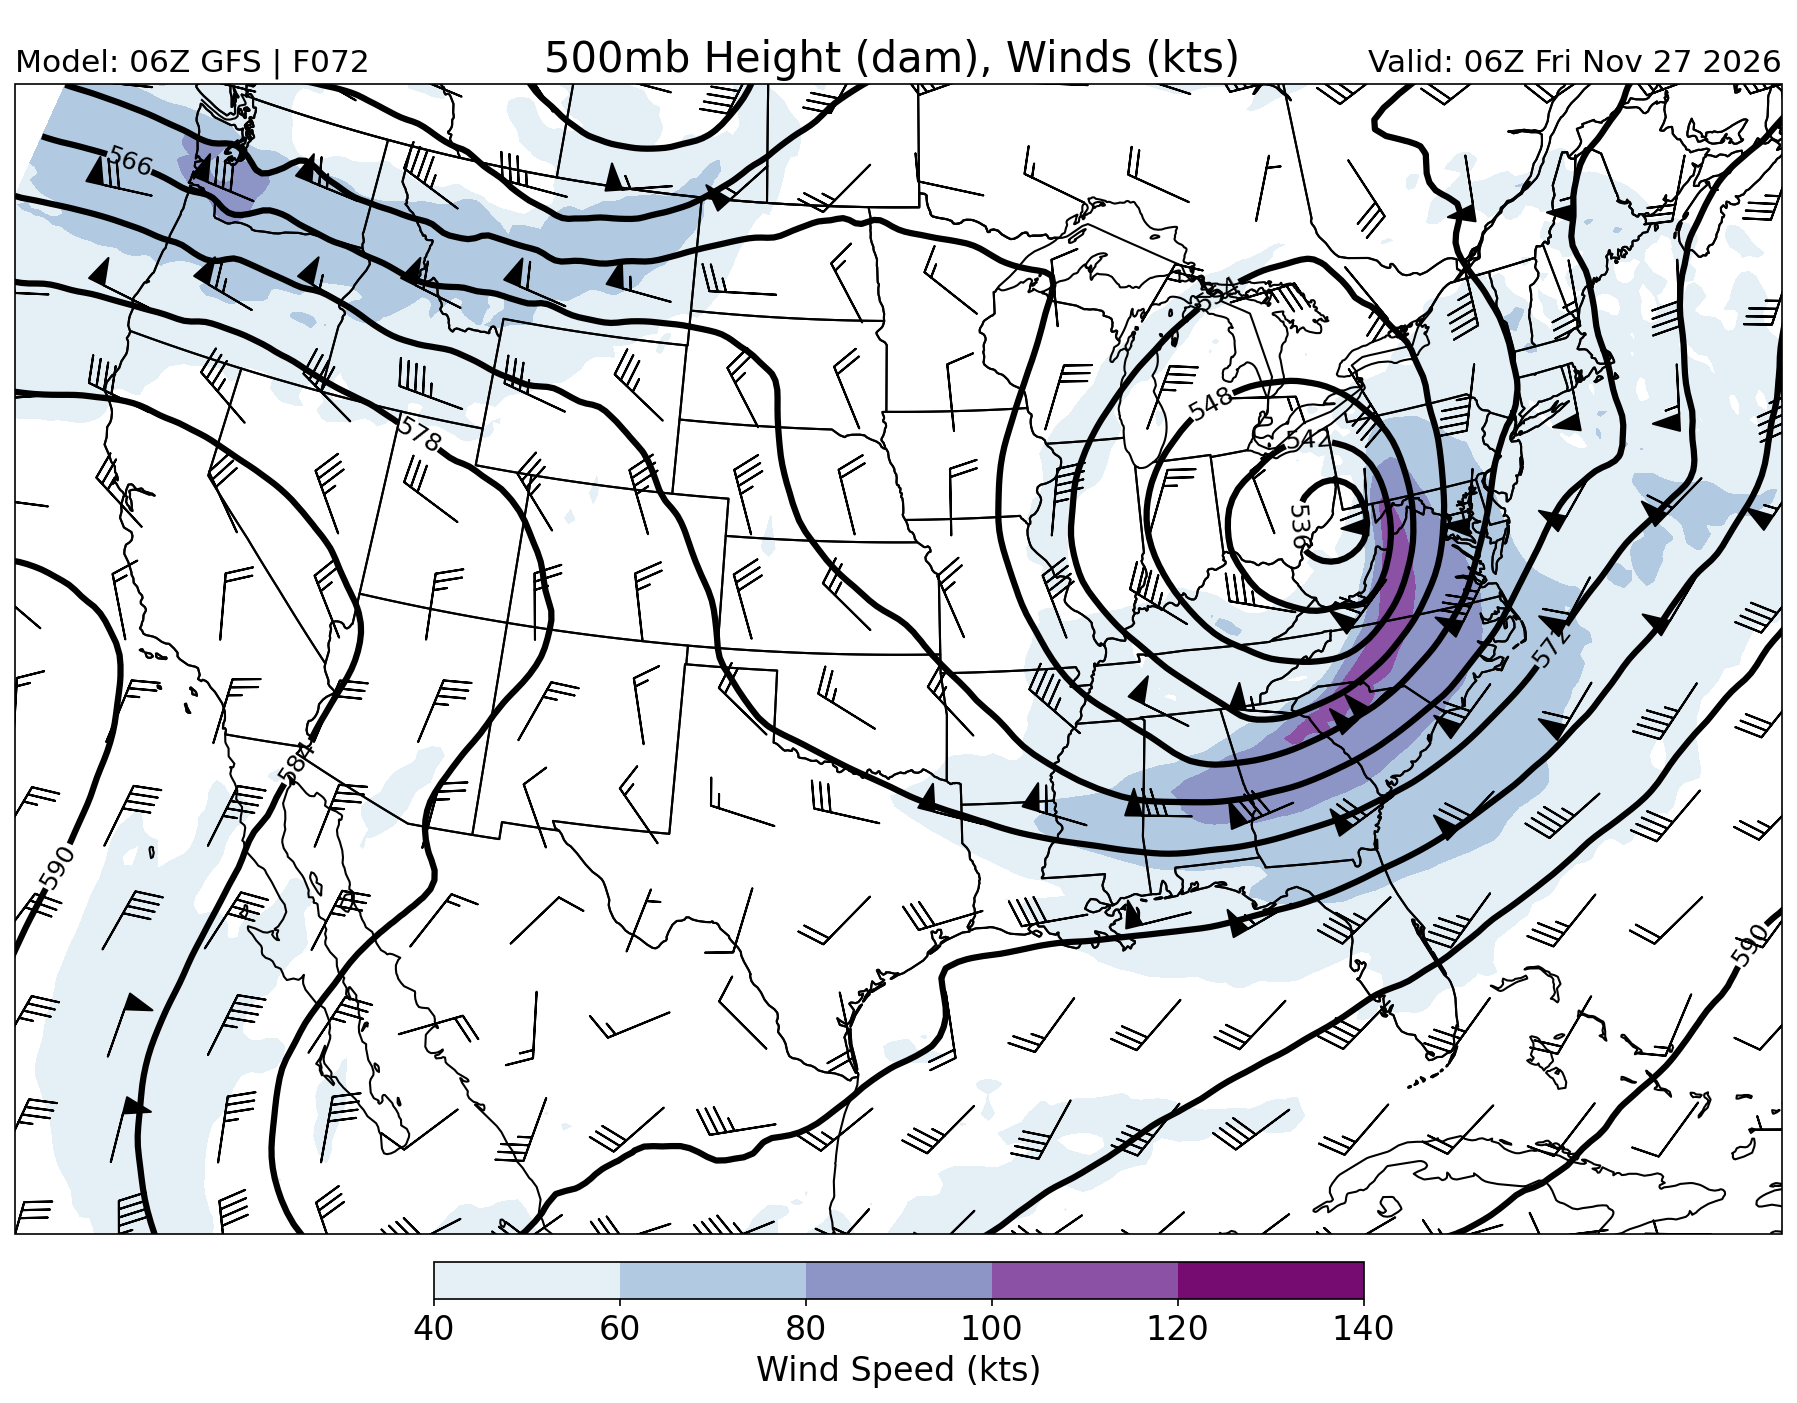 Model: 06Z GFS | F072
500mb Height (dam), Winds (kts)
Valid: 06Z Fri Nov 27 2026
566
554
548
542
578
536
572
584
590
590
40 60 80 100 120 140
Wind Speed (kts)